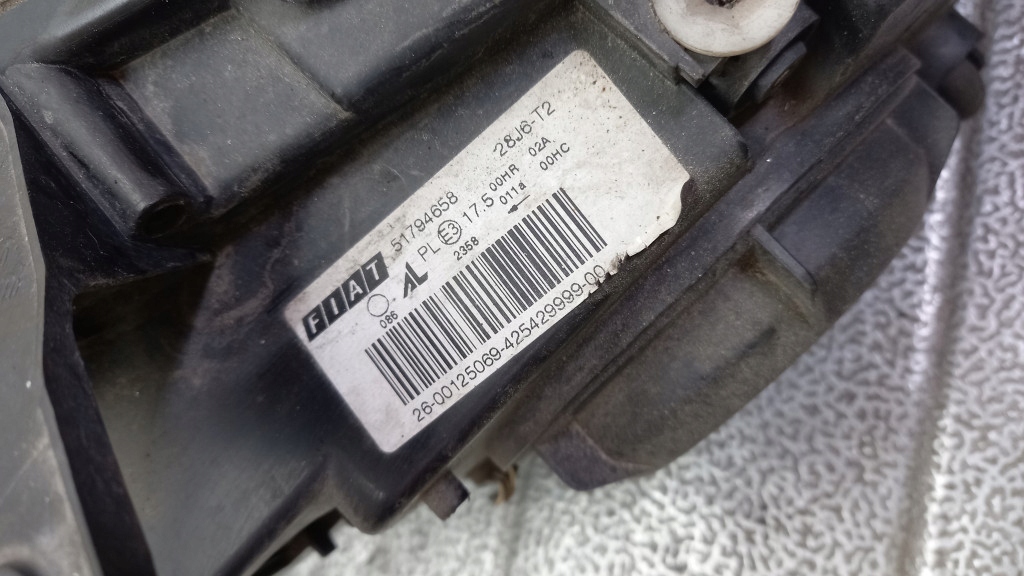 FIAT 51794658 28J6-T2
AL PL E3 17.5 00HR 02A
011a 00HC
086 2358
26-00125069-425429999-00